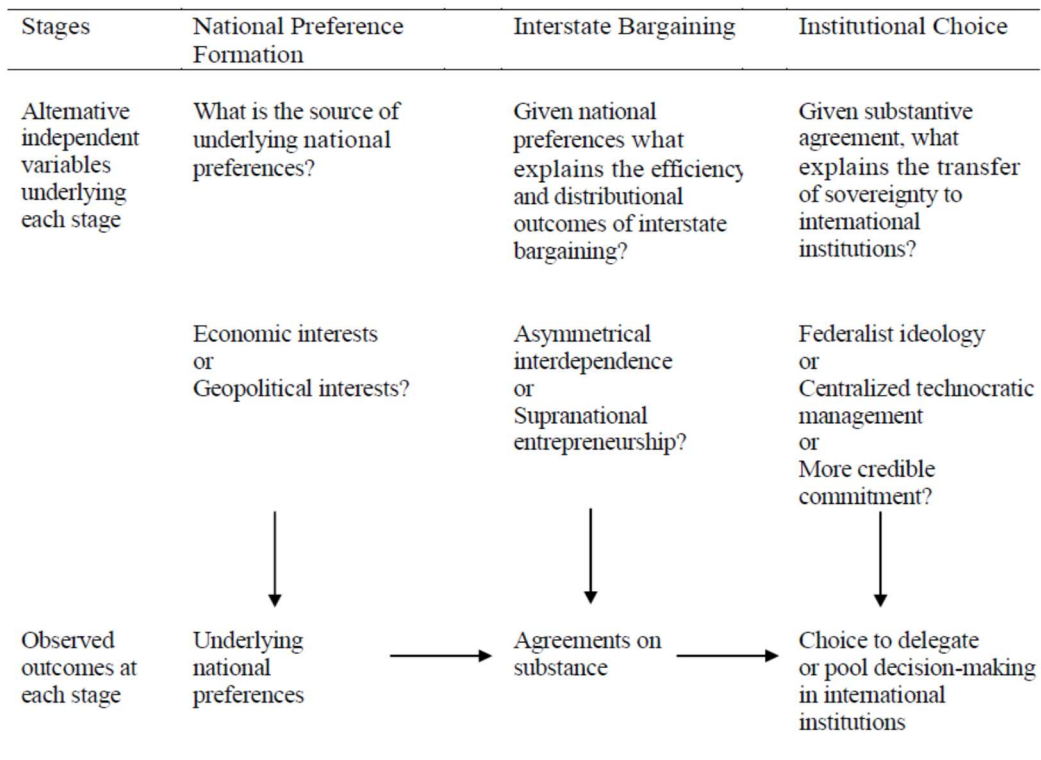 Stages
National Preference
Formation
Interstate Bargaining
Institutional Choice
Alternative
independent
variables
underlying
each stage
What is the source of
underlying national
preferences?
Given national
preferences what
explains the efficiency
and distributional
outcomes of interstate
bargaining?
Given substantive
agreement, what
explains the transfer
of sovereignty to
international
institutions?
Economic interests
or
Geopolitical interests?
Asymmetrical
interdependence
or
Supranational
entrepreneurship?
Federalist ideology
or
Centralized technocratic
management
or
More credible
commitment?
Observed
outcomes at
each stage
Underlying
national
preferences
Agreements on
substance
Choice to delegate
or pool decision-making
in international
institutions